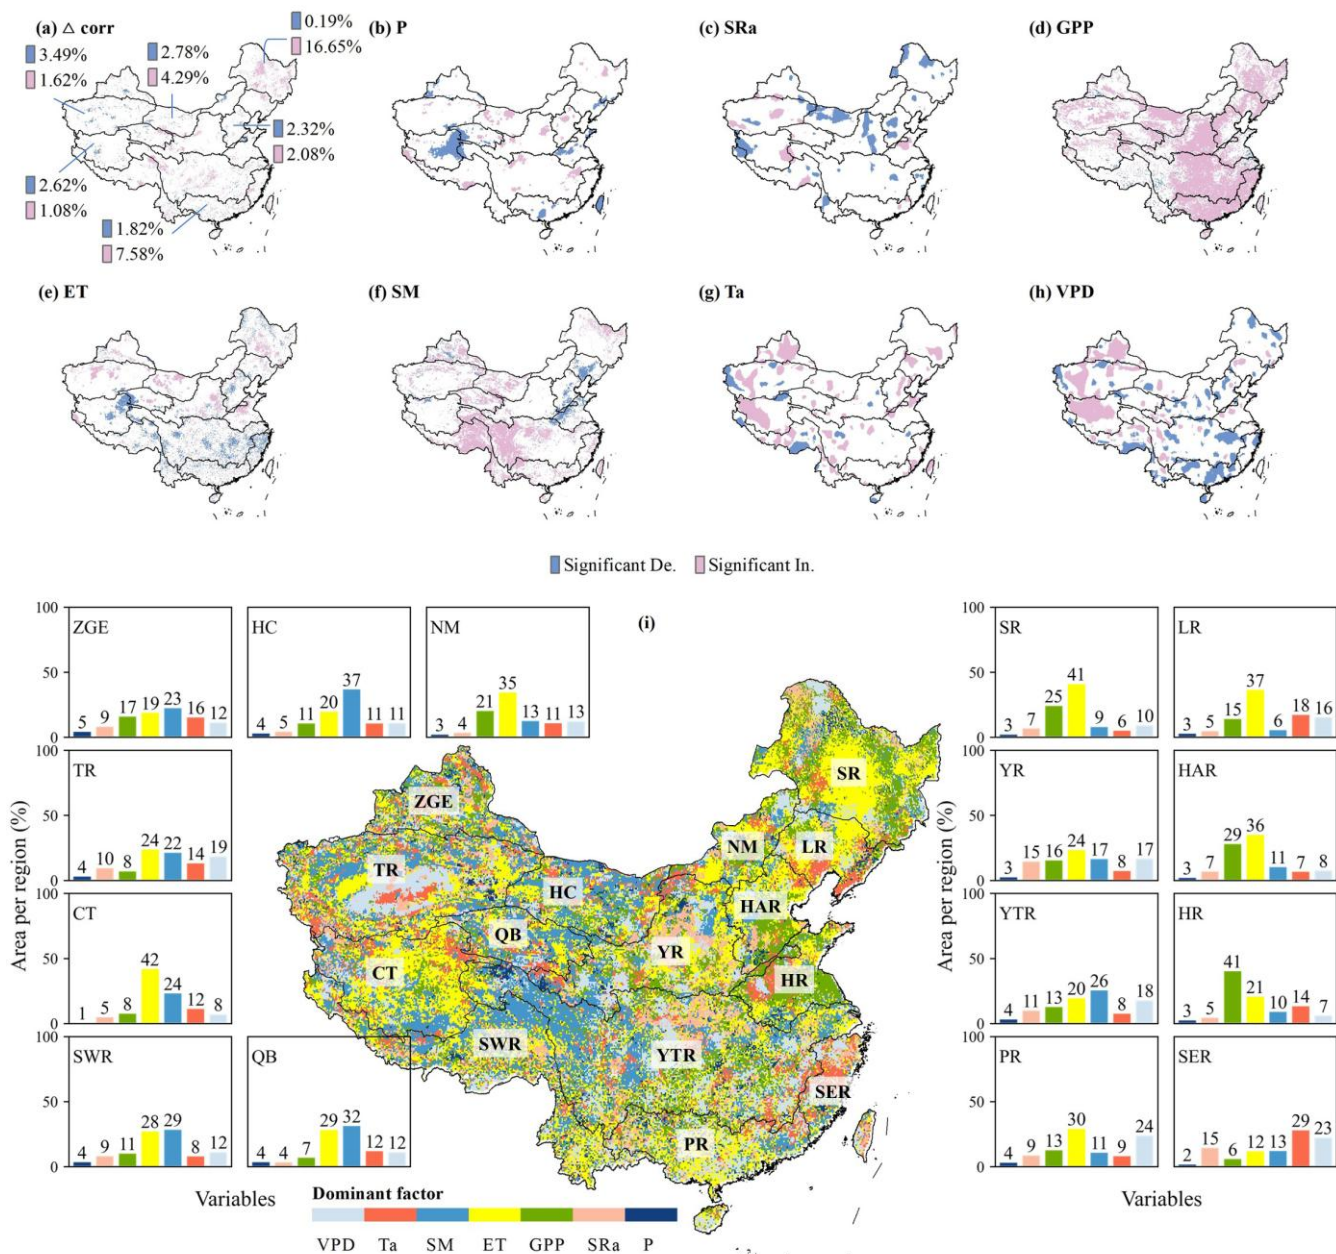 (a) △ corr
3.49%
1.62%
2.78%
4.29%
0.19%
16.65%
2.32%
2.08%
2.62%
1.08%
1.82%
7.58%
(b) P
(c) SRa
(d) GPP
(e) ET
(f) SM
(g) Ta
(h) VPD
Significant De. Significant In.
Area per region (%)
100
50
0
ZGE
5 9 17 19 23 16 12
HC
4 5 11 20 37 11 11
NM
3 4 21 35 13 11 13
100
50
0
TR
4 10 8 24 22 14 19
100
50
0
CT
1 5 8 42 24 12 8
100
50
0
SWR
4 9 11 28 29 8 12
QB
4 4 7 29 32 12 12
Variables
(i)
ZGE
SR
TR
NM
LR
HC
HAR
QB
YR
CT
HR
SWR
YTR
SER
PR
Dominant factor
VPD Ta SM ET GPP SRa P
Area per region (%)
100
50
0
SR
3 7 25 41 9 6 10
LR
3 5 15 37 6 18 16
100
50
0
YR
3 15 16 24 17 8 17
HAR
2 7 29 36 11 7 8
100
50
0
YTR
4 11 13 20 26 8 18
HR
3 5 41 21 10 14 7
100
50
0
PR
4 9 13 30 11 9 24
SER
2 15 6 12 13 29 23
Variables